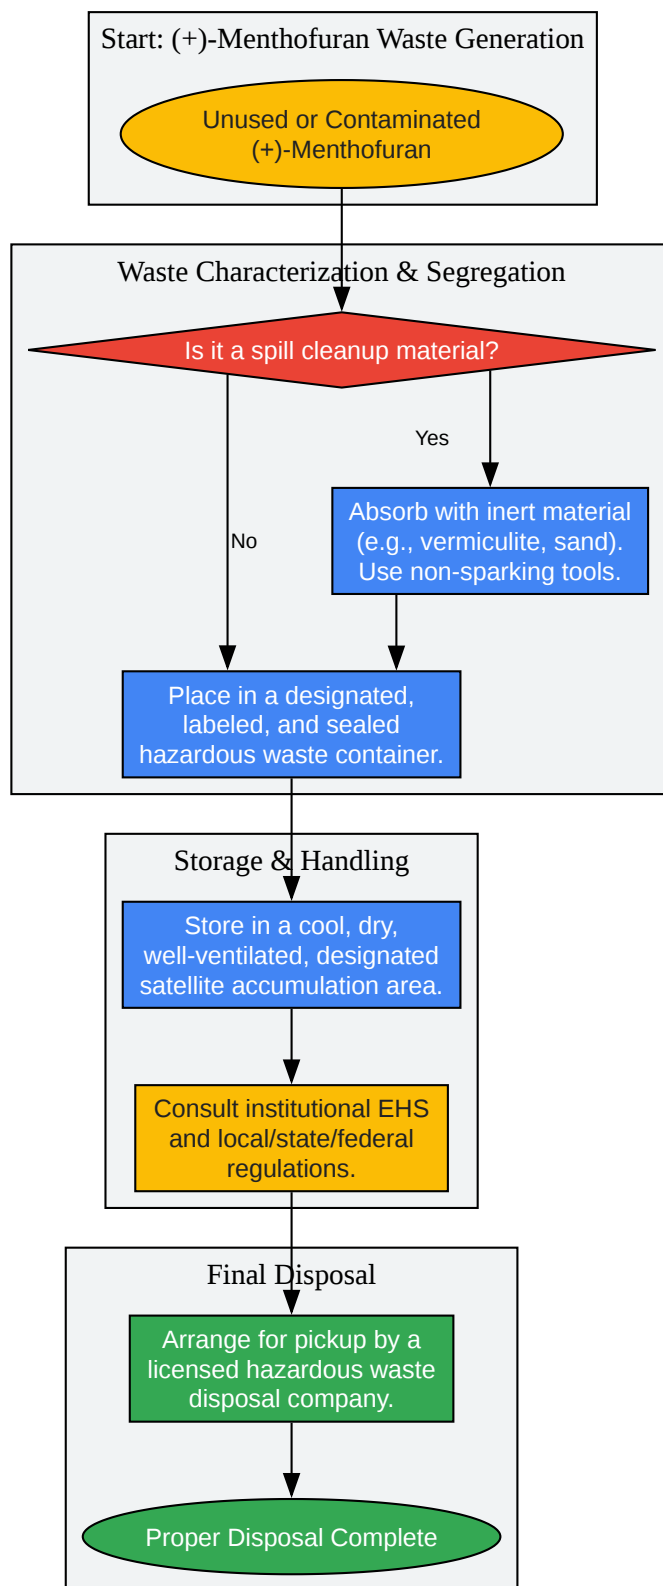 Start: (+)-Menthofuran Waste Generation
Unused or Contaminated
(+)-Menthofuran
Waste Characterization & Segregation
Is it a spill cleanup material?
Yes
Absorb with inert material
(e.g., vermiculite, sand).
Use non-sparking tools.
No
Place in a designated,
labeled, and sealed
hazardous waste container.
Storage & Handling
Store in a cool, dry,
well-ventilated, designated
satellite accumulation area.
Consult institutional EHS
and local/state/federal
regulations.
Final Disposal
Arrange for pickup by a
licensed hazardous waste
disposal company.
Proper Disposal Complete